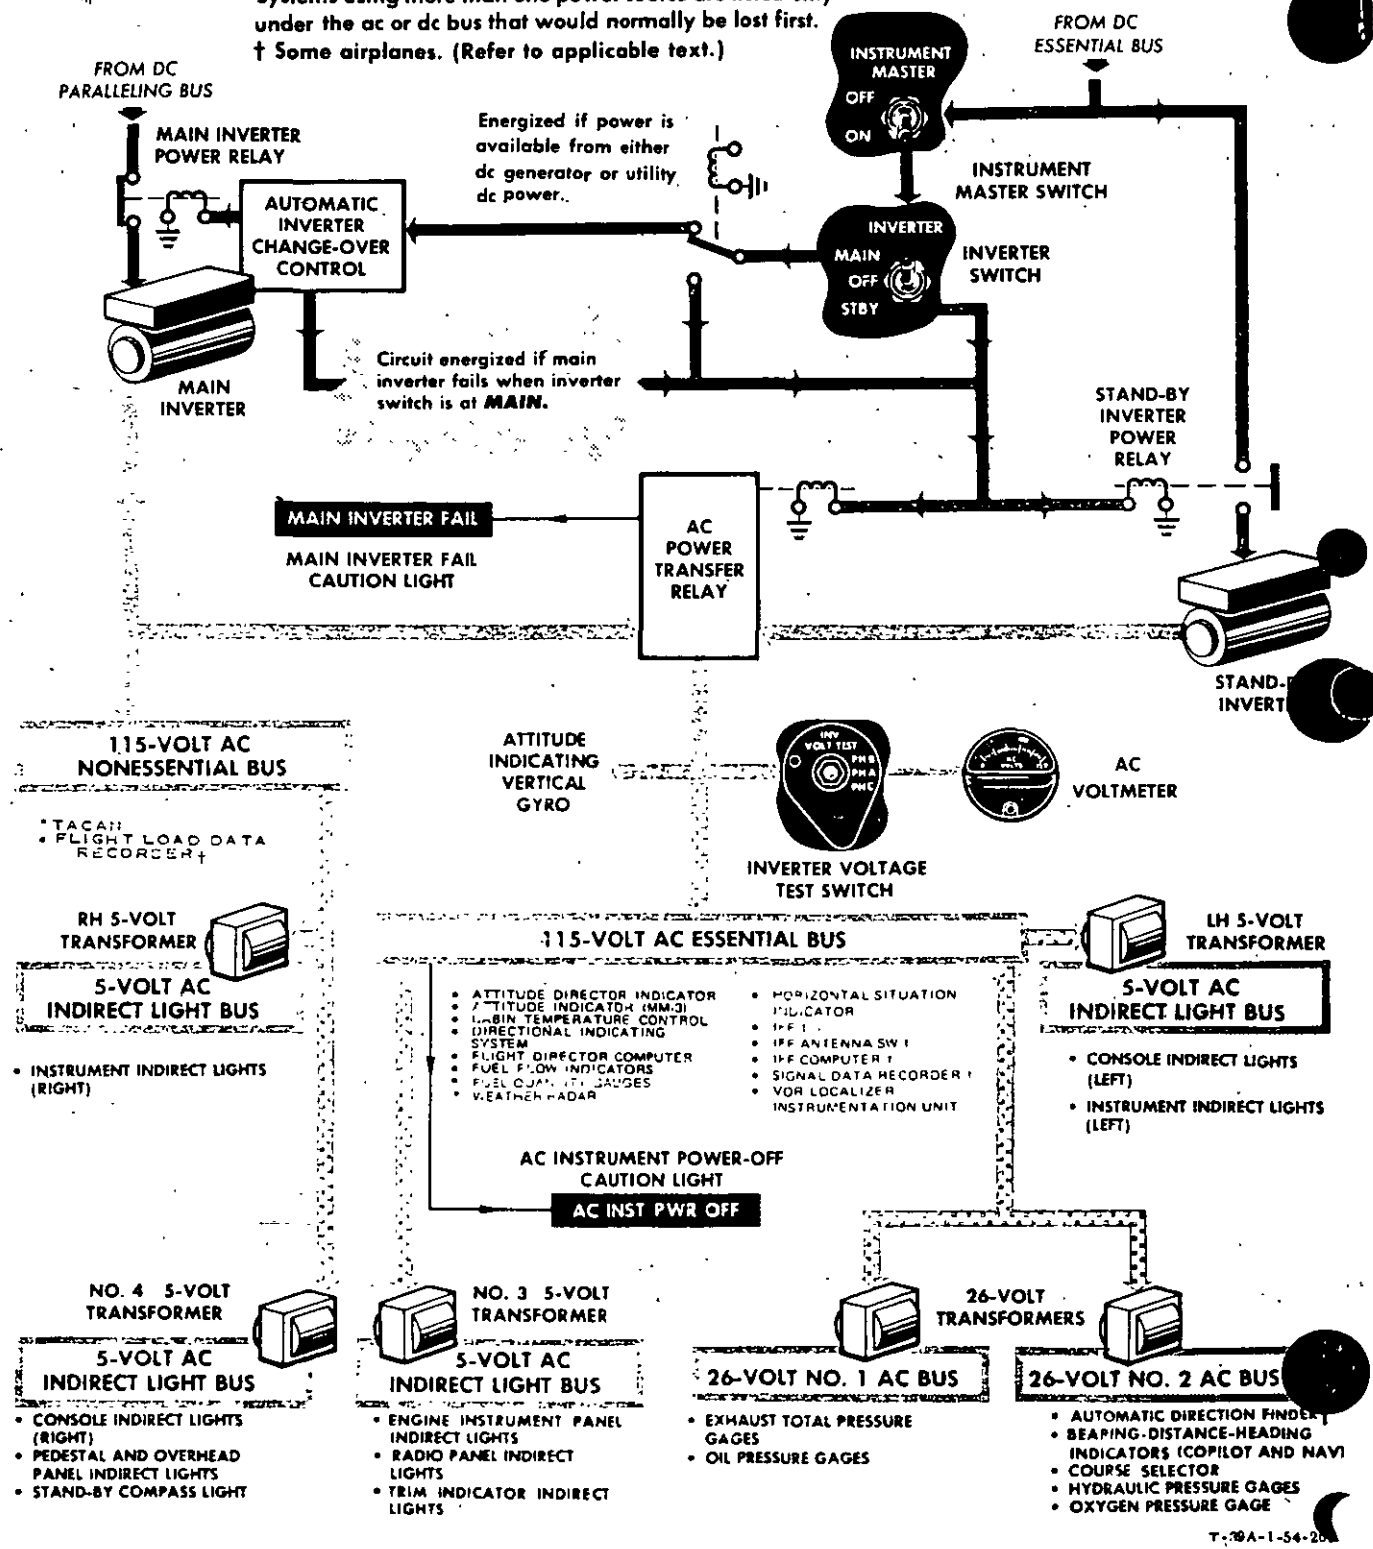 under the ac or dc bus that would normally be lost first.
† Some airplanes. (Refer to applicable text.)
FROM DC
PARALLELING BUS
MAIN INVERTER
POWER RELAY
Energized if power is
available from either
dc generator or utility
dc power.
INSTRUMENT
MASTER
OFF
ON
FROM DC
ESSENTIAL BUS
INSTRUMENT
MASTER SWITCH
AUTOMATIC
INVERTER
CHANGE-OVER
CONTROL
INVERTER
MAIN
OFF
STBY
INVERTER
SWITCH
MAIN
INVERTER
Circuit energized if main
inverter fails when inverter
switch is at MAIN.
STAND-BY
INVERTER
POWER
RELAY
MAIN INVERTER FAIL
MAIN INVERTER FAIL
CAUTION LIGHT
AC
POWER
TRANSFER
RELAY
STAND-
INVERT
115-VOLT AC
NONESSENTIAL BUS
ATTITUDE
INDICATING
VERTICAL
GYRO
INV
VOLT TEST
PH B
PH A
PH C
AC
VOLTS
AC
VOLTMETER
INVERTER VOLTAGE
TEST SWITCH
• TACAN
• FLIGHT LOAD DATA
RECORDER†
RH 5-VOLT
TRANSFORMER
5-VOLT AC
INDIRECT LIGHT BUS
• INSTRUMENT INDIRECT LIGHTS
(RIGHT)
115-VOLT AC ESSENTIAL BUS
• ATTITUDE DIRECTOR INDICATOR
• ATTITUDE INDICATOR (MM-3)
• CABIN TEMPERATURE CONTROL
• DIRECTIONAL INDICATING
SYSTEM
• FLIGHT DIRECTOR COMPUTER
• FUEL FLOW INDICATORS
• FUEL QUANTITY GAUGES
• WEATHER RADAR
• HORIZONTAL SITUATION
INDICATOR
• IFF
• IFF ANTENNA SW †
• IFF COMPUTER †
• SIGNAL DATA RECORDER †
• VOR LOCALIZER
INSTRUMENTATION UNIT
LH 5-VOLT
TRANSFORMER
5-VOLT AC
INDIRECT LIGHT BUS
• CONSOLE INDIRECT LIGHTS
(LEFT)
• INSTRUMENT INDIRECT LIGHTS
(LEFT)
AC INSTRUMENT POWER-OFF
CAUTION LIGHT
AC INST PWR OFF
NO. 4 5-VOLT
TRANSFORMER
5-VOLT AC
INDIRECT LIGHT BUS
• CONSOLE INDIRECT LIGHTS
(RIGHT)
• PEDESTAL AND OVERHEAD
PANEL INDIRECT LIGHTS
• STAND-BY COMPASS LIGHT
NO. 3 5-VOLT
TRANSFORMER
5-VOLT AC
INDIRECT LIGHT BUS
• ENGINE INSTRUMENT PANEL
INDIRECT LIGHTS
• RADIO PANEL INDIRECT
LIGHTS
• TRIM INDICATOR INDIRECT
LIGHTS
26-VOLT
TRANSFORMERS
26-VOLT NO. 1 AC BUS
• EXHAUST TOTAL PRESSURE
GAGES
• OIL PRESSURE GAGES
26-VOLT NO. 2 AC BUS
• AUTOMATIC DIRECTION FINDER†
• BEARING-DISTANCE-HEADING
INDICATORS (COPILOT AND NAVI
• COURSE SELECTOR
• HYDRAULIC PRESSURE GAGES
• OXYGEN PRESSURE GAGE